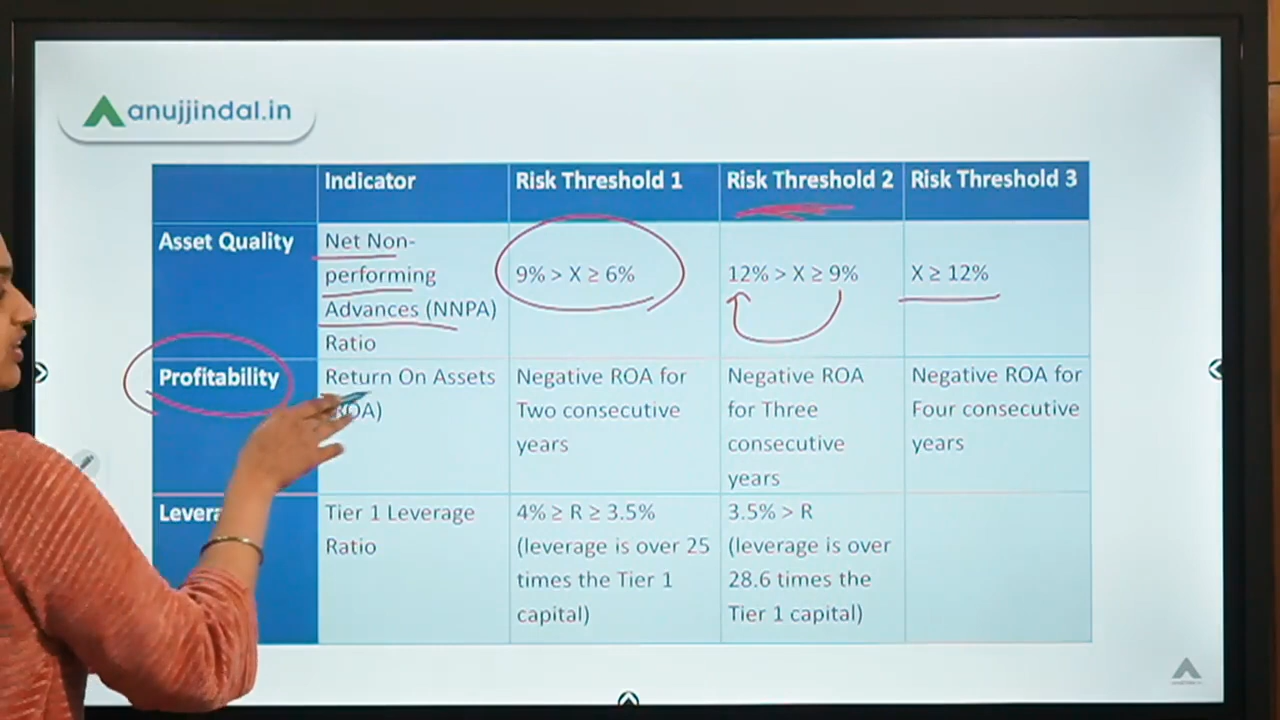 anujjindal.in
Indicator
Risk Threshold 1
Risk Threshold 2
Risk Threshold 3
Asset Quality
Net Non-
performing
Advances (NNPA)
Ratio
9% > X ≥ 6%
12% > X ≥ 9%
X ≥ 12%
Profitability
Return On Assets
Negative ROA for
Two consecutive
years
Negative ROA
for Three
consecutive
years
Negative ROA for
Four consecutive
years
Tier 1 Leverage
Ratio
4% ≥ R ≥ 3.5%
(leverage is over 25
times the Tier 1
capital)
3.5% > R
(leverage is over
28.6 times the
Tier 1 capital)